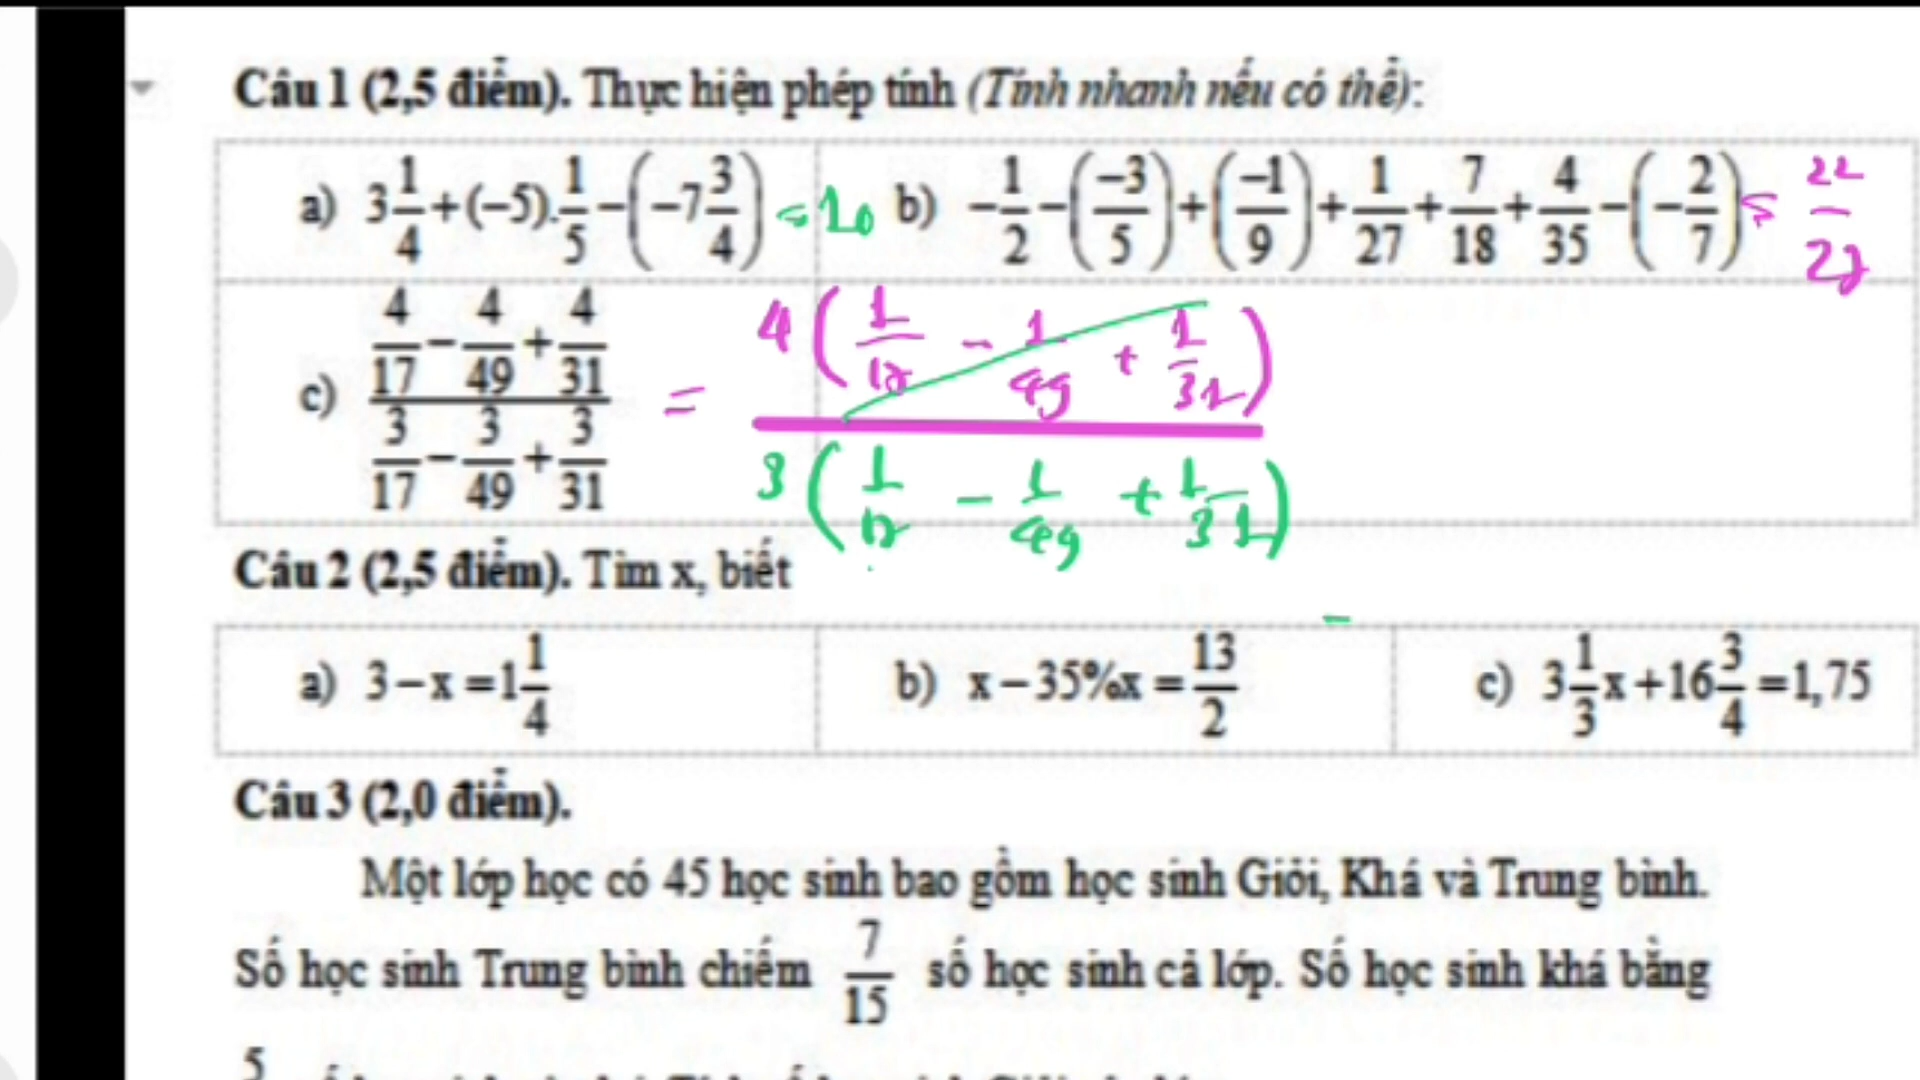 Câu 1 (2,5 điểm). Thực hiện phép tính (Tính nhanh nếu có thể):
a) 3 1/4 + (−5). 1/5 − (−7 3/4) = 10
b) −1/2 − (−3/5) + (−1/9) + 1/27 + 7/18 + 4/35 − (−2/7) =
c) (4/17 − 4/49 + 4/31) / (3/17 − 3/49 + 3/31) = 4(1/17 − 1/49 + 1/31) / 3(1/17 − 1/49 + 1/31)
Câu 2 (2,5 điểm). Tìm x, biết
a) 3 − x = 1 1/4
b) x − 35%x = 13/2
c) 3 1/3 x + 16 3/4 = 1,75
Câu 3 (2,0 điểm).
Một lớp học có 45 học sinh bao gồm học sinh Giỏi, Khá và Trung bình.
Số học sinh Trung bình chiếm 7/15 số học sinh cả lớp. Số học sinh khá bằng
5